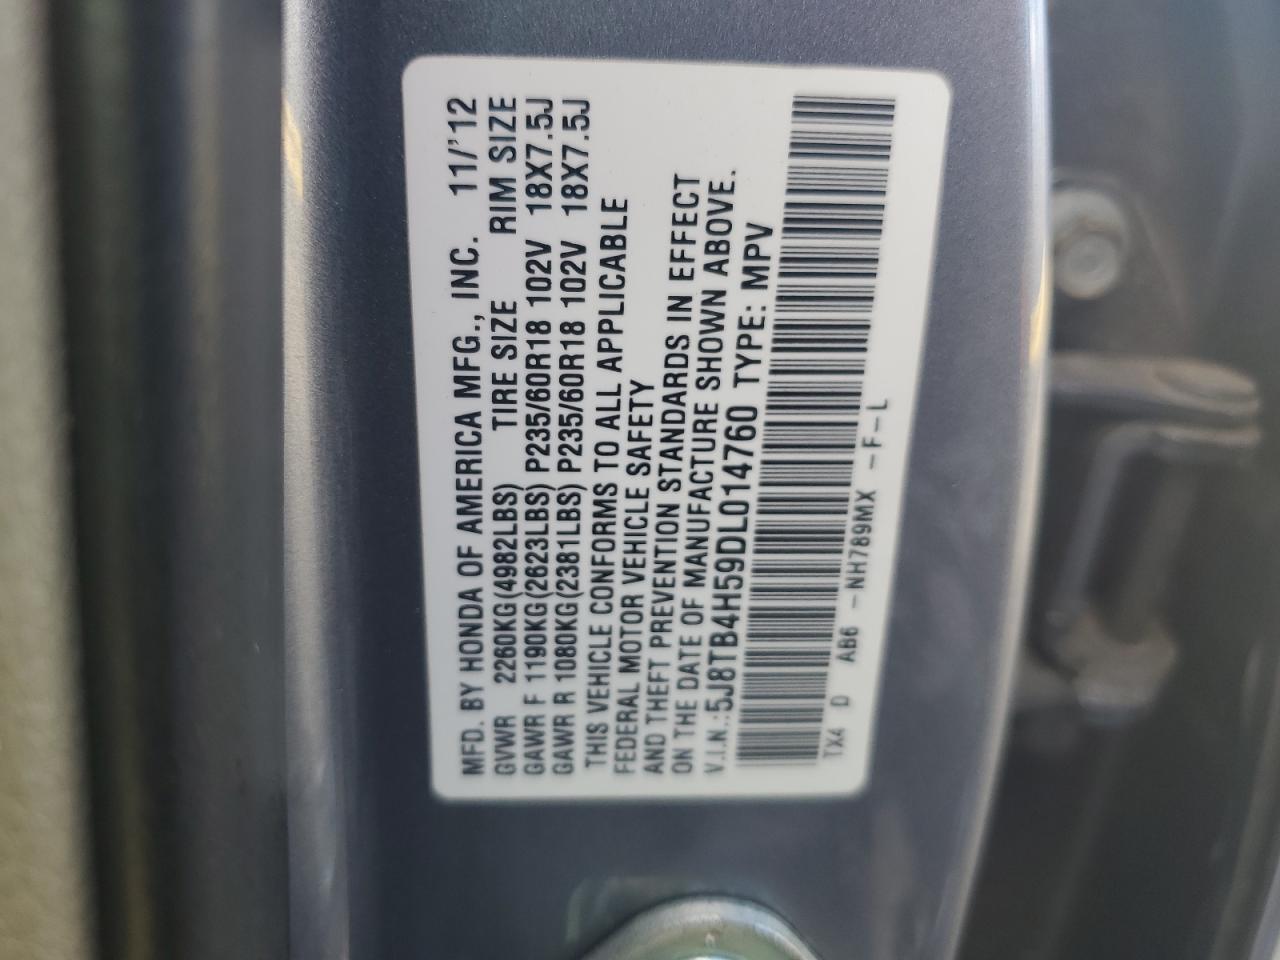 MFD. BY HONDA OF AMERICA MFG., INC. 11/'12
GVWR 2260KG(4982LBS) TIRE SIZE RIM SIZE
GAWR F 1190KG(2623LBS) P235/60R18 102V 18X7.5J
GAWR R 1080KG(2381LBS) P235/60R18 102V 18X7.5J
THIS VEHICLE CONFORMS TO ALL APPLICABLE
FEDERAL MOTOR VEHICLE SAFETY
AND THEFT PREVENTION STANDARDS IN EFFECT
ON THE DATE OF MANUFACTURE SHOWN ABOVE.
V.I.N.:5J8TB4H59DL014760 TYPE: MPV
TX4 D AB6 -NH789MX -F-L